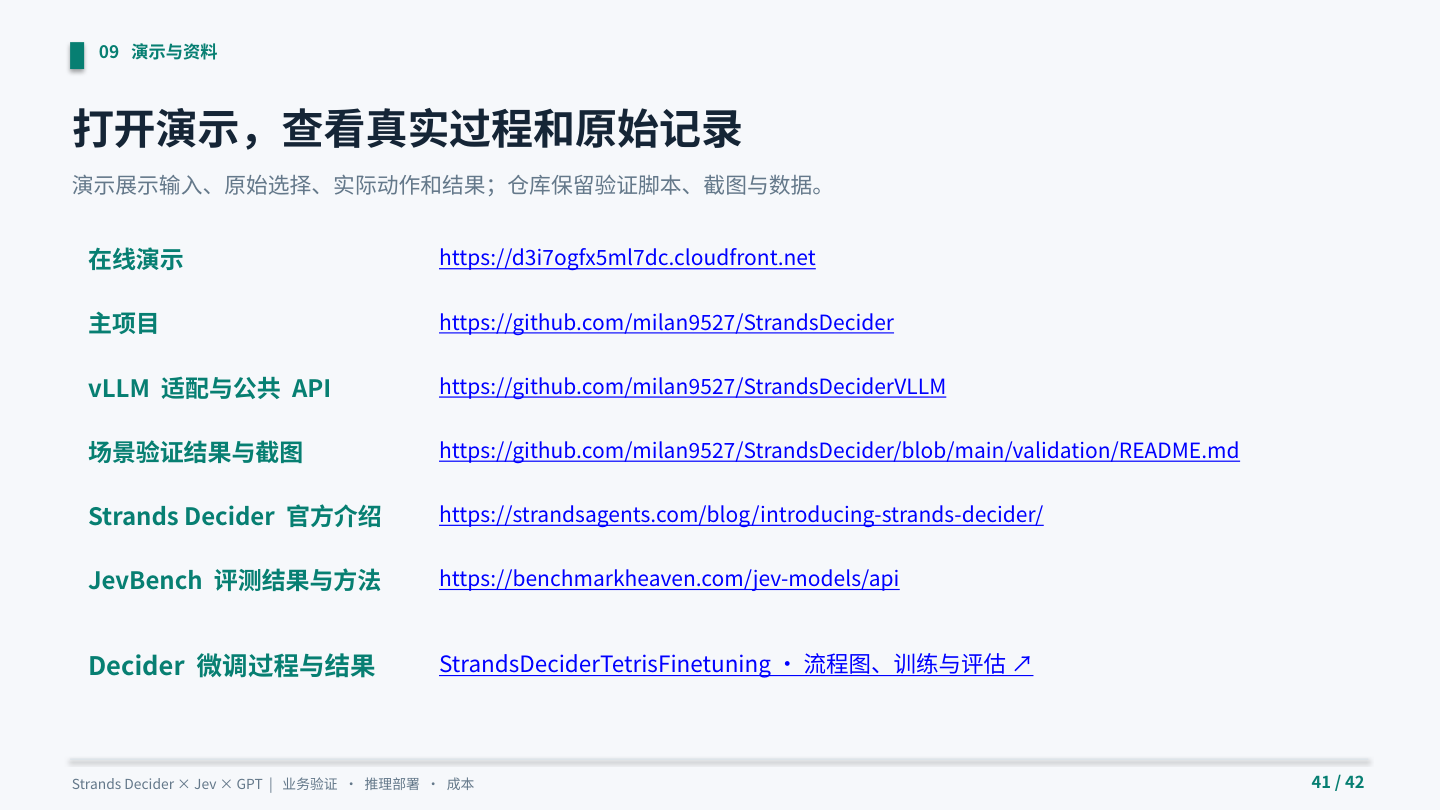 09 演示与资料
打开演示，查看真实过程和原始记录
演示展示输入、原始选择、实际动作和结果；仓库保留验证脚本、截图与数据。
在线演示 https://d3i7ogfx5ml7dc.cloudfront.net
主项目 https://github.com/milan9527/StrandsDecider
vLLM 适配与公共 API https://github.com/milan9527/StrandsDeciderVLLM
场景验证结果与截图 https://github.com/milan9527/StrandsDecider/blob/main/validation/README.md
Strands Decider 官方介绍 https://strandsagents.com/blog/introducing-strands-decider/
JevBench 评测结果与方法 https://benchmarkheaven.com/jev-models/api
Decider 微调过程与结果 StrandsDeciderTetrisFinetuning · 流程图、训练与评估 ↗
Strands Decider × Jev × GPT | 业务验证 · 推理部署 · 成本
41 / 42